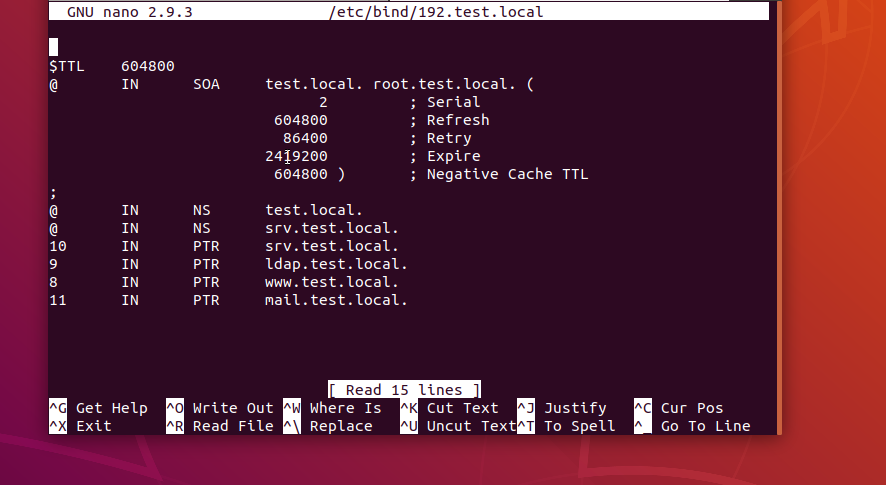 GNU nano 2.9.3 /etc/bind/192.test.local
$TTL 604800
@ IN SOA test.local. root.test.local. (
2 ; Serial
604800 ; Refresh
86400 ; Retry
2419200 ; Expire
604800 ) ; Negative Cache TTL
;
@ IN NS test.local.
@ IN NS srv.test.local.
10 IN PTR srv.test.local.
9 IN PTR ldap.test.local.
8 IN PTR www.test.local.
11 IN PTR mail.test.local.
[ Read 15 lines ]
^G Get Help ^O Write Out ^W Where Is ^K Cut Text ^J Justify ^C Cur Pos
^X Exit ^R Read File ^\ Replace ^U Uncut Text ^T To Spell ^_ Go To Line